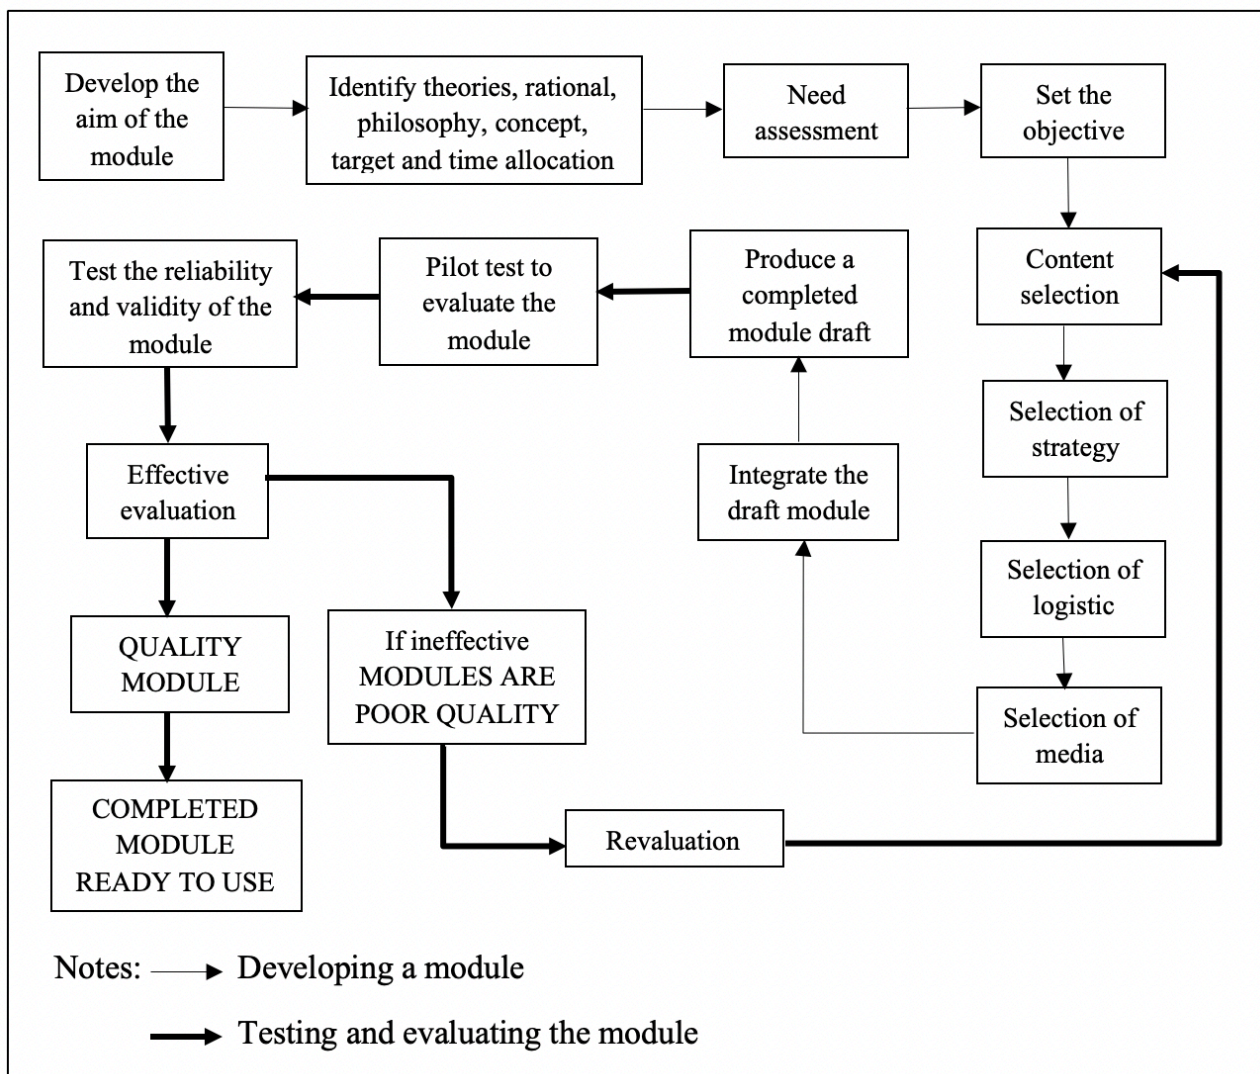 Develop the
aim of the
module
Identify theories, rational,
philosophy, concept,
target and time allocation
Need
assessment
Set the
objective
Content
selection
Selection of
strategy
Selection of
logistic
Selection of
media
Integrate the
draft module
Produce a
completed
module draft
Pilot test to
evaluate the
module
Test the reliability
and validity of the
module
Effective
evaluation
QUALITY
MODULE
COMPLETED
MODULE
READY TO USE
If ineffective
MODULES ARE
POOR QUALITY
Revaluation
Notes: Developing a module
Testing and evaluating the module